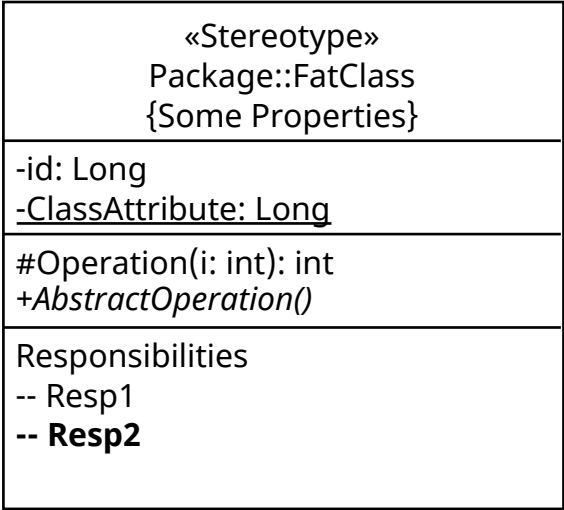 «Stereotype»
Package::FatClass
{Some Properties}
-id: Long
-ClassAttribute: Long
#Operation(i: int): int
+AbstractOperation()
Responsibilities
-- Resp1
-- Resp2